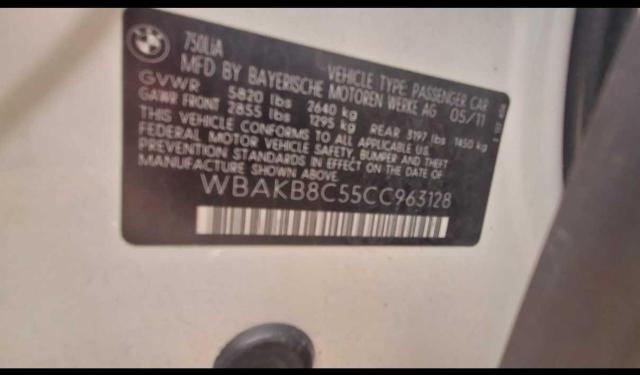 BMW
750LiA
VEHICLE TYPE PASSENGER CAR
MFD BY BAYERISCHE MOTOREN WERKE AG 05/11
GVWR 5820 lbs 2640 kg
GAWR FRONT 2855 lbs 1295 kg REAR 3197 lbs 1450 kg
THIS VEHICLE CONFORMS TO ALL APPLICABLE
FEDERAL MOTOR VEHICLE SAFETY, BUMPER AND THEFT
PREVENTION STANDARDS IN EFFECT ON THE DATE OF
MANUFACTURE SHOWN ABOVE.
WBAKB8C55CC963128